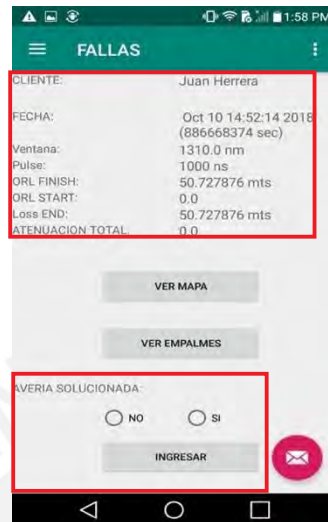 1:58 PM
FALLAS
CLIENTE: Juan Herrera
FECHA: Oct 10 14:52:14 2018
(886668374 sec)
Ventana: 1310.0 nm
Pulse: 1000 ns
ORL FINISH: 50.727876 mts
ORL START: 0.0
Loss END: 50.727876 mts
ATENUACION TOTAL: 0.0
VER MAPA
VER EMPALMES
AVERIA SOLUCIONADA:
NO SI
INGRESAR